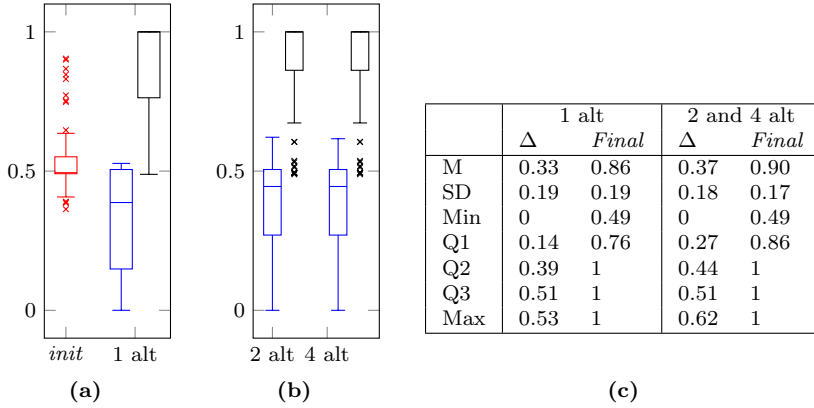 1
0.5
0
init 1 alt
(a)
1
0.5
0
2 alt 4 alt
(b)
1 alt 2 and 4 alt
Δ Final Δ Final
M 0.33 0.86 0.37 0.90
SD 0.19 0.19 0.18 0.17
Min 0 0.49 0 0.49
Q1 0.14 0.76 0.27 0.86
Q2 0.39 1 0.44 1
Q3 0.51 1 0.51 1
Max 0.53 1 0.62 1
(c)